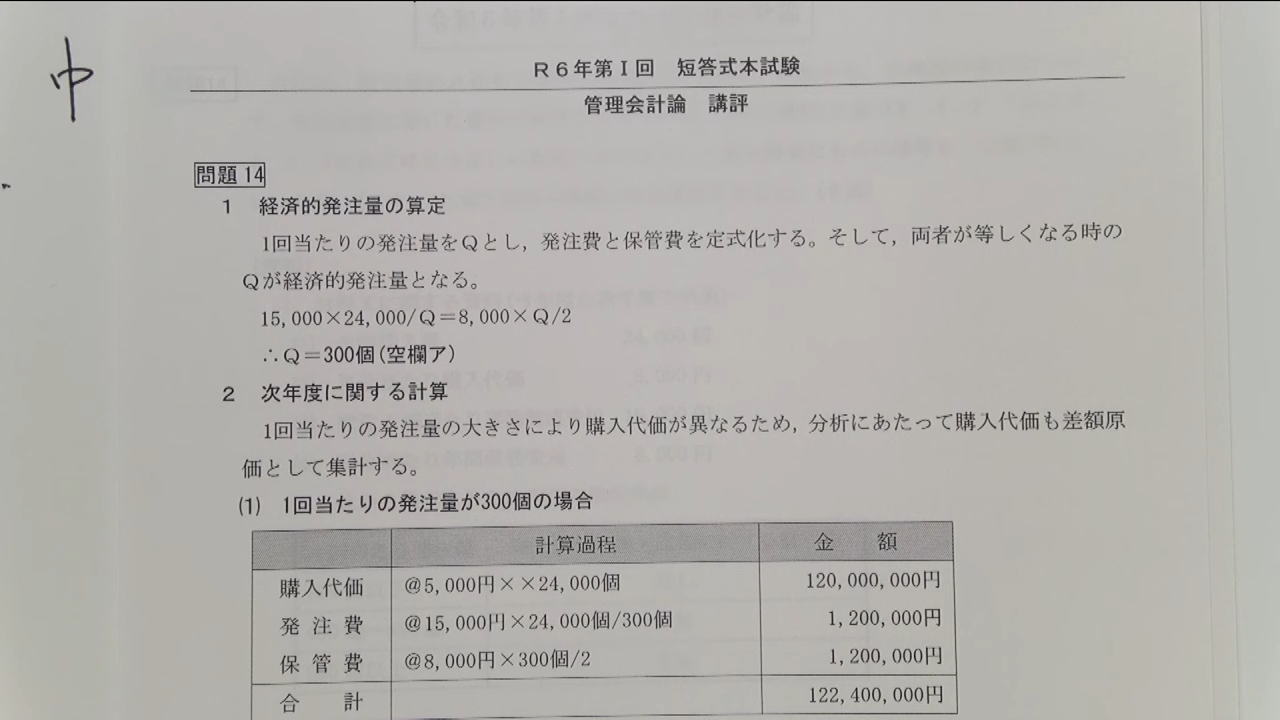 中
R6年第Ⅰ回 短答式本試験
管理会計論 講評
問題14
1 経済的発注量の算定
1回当たりの発注量をQとし，発注費と保管費を定式化する。そして，両者が等しくなる時の
Qが経済的発注量となる。
15,000×24,000/Q=8,000×Q/2
∴Q=300個(空欄ア)
2 次年度に関する計算
1回当たりの発注量の大きさにより購入代価が異なるため，分析にあたって購入代価も差額原
価として集計する。
(1) 1回当たりの発注量が300個の場合
計算過程 金額
購入代価 @5,000円××24,000個 120,000,000円
発注費 @15,000円×24,000個/300個 1,200,000円
保管費 @8,000円×300個/2 1,200,000円
合計 122,400,000円